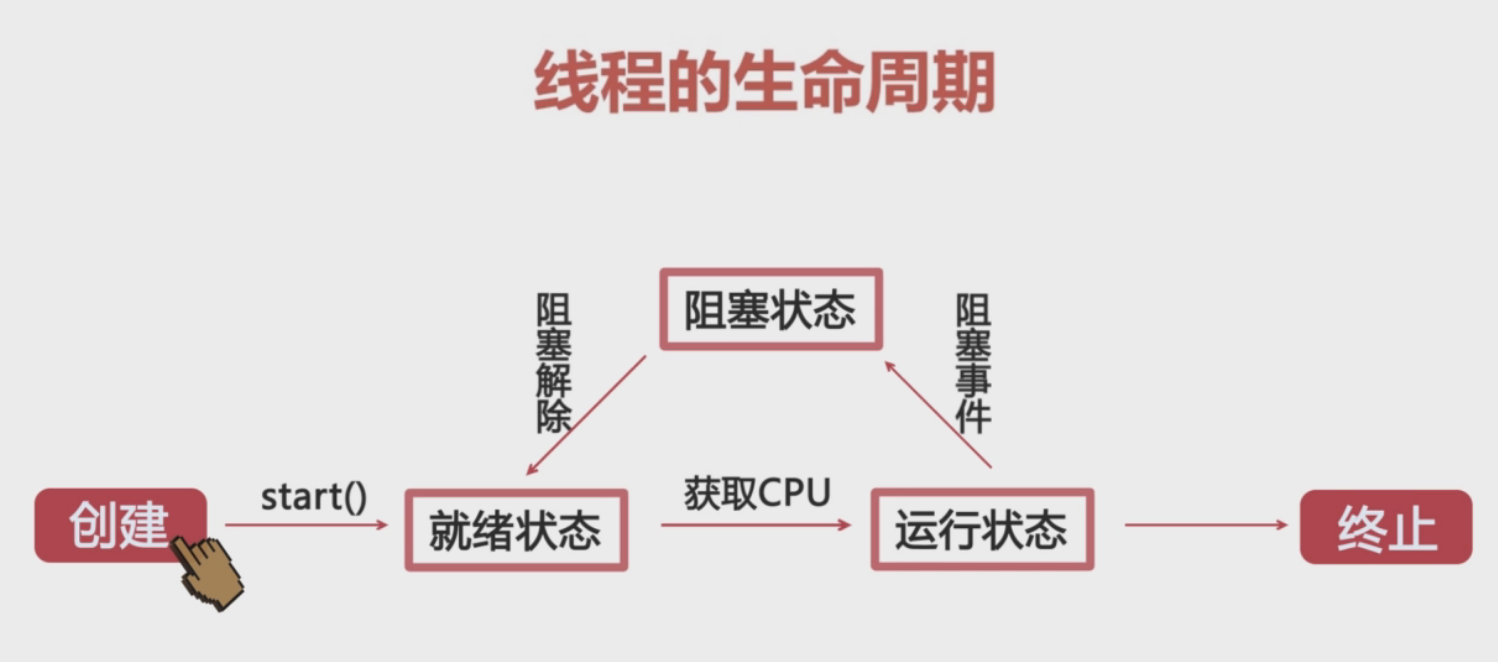 线程的生命周期
阻塞状态
阻塞解除
阻塞事件
创建
start()
就绪状态
获取CPU
运行状态
终止